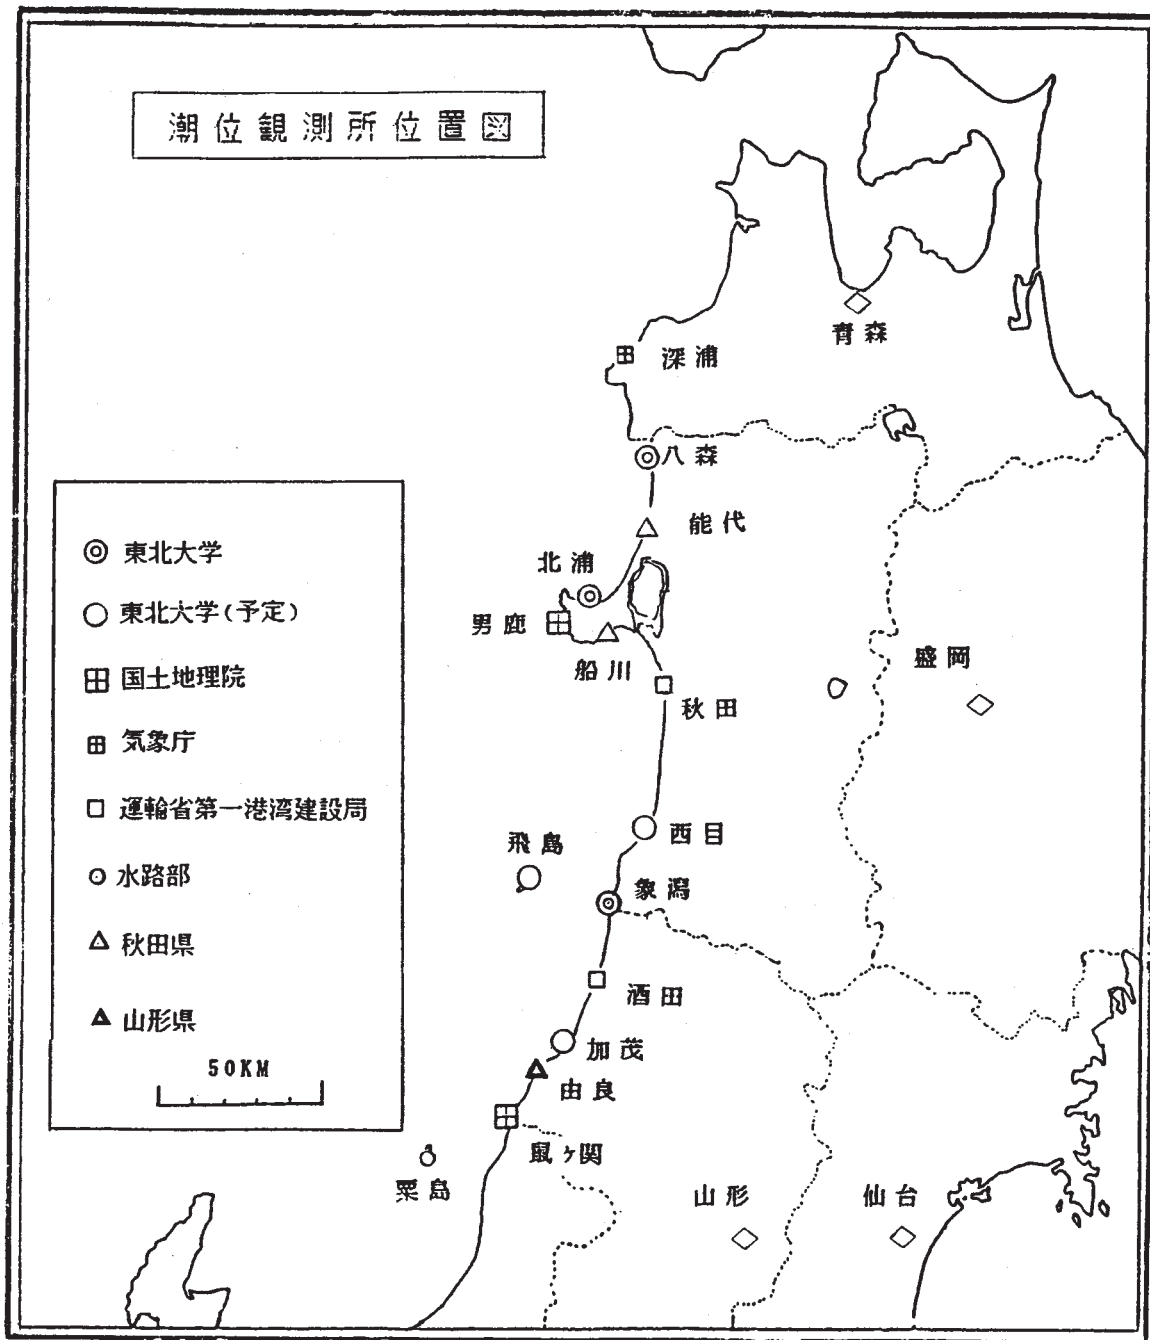 潮位観測所位置図
青森
深浦
八森
能代
北浦
男鹿
船川
秋田
盛岡
西目
飛島
象潟
酒田
加茂
由良
鼠ヶ関
粟島
山形
仙台
東北大学
東北大学(予定)
国土地理院
気象庁
運輸省第一港湾建設局
水路部
秋田県
山形県
50KM